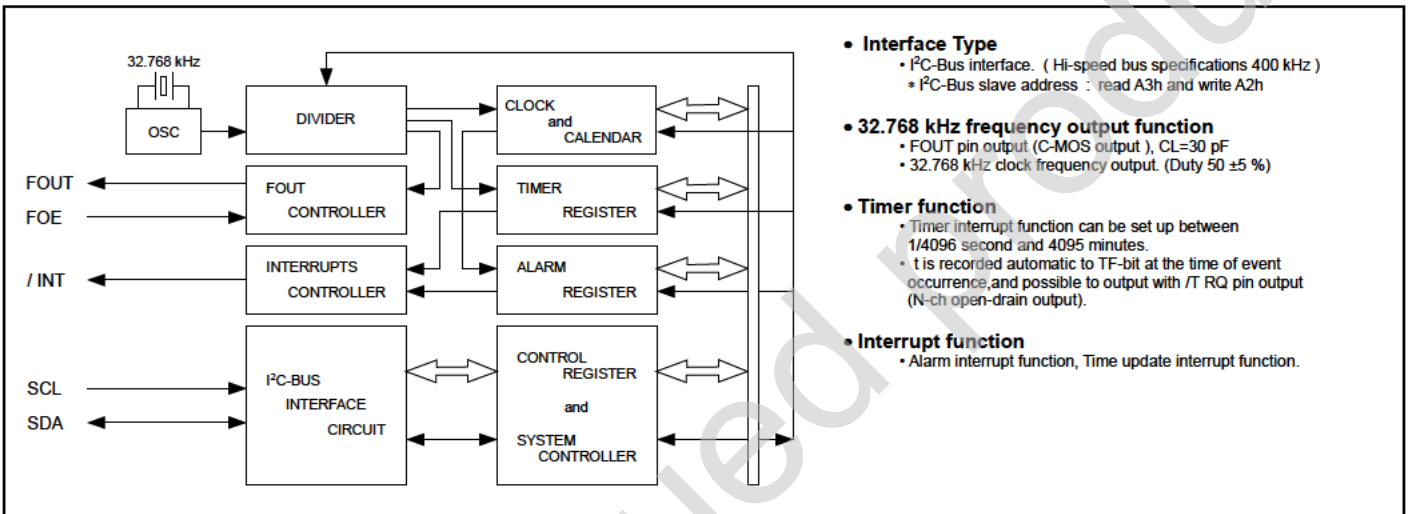 32.768 kHz
OSC
DIVIDER
CLOCK
and
CALENDAR
FOUT
FOE
FOUT
CONTROLLER
TIMER
REGISTER
/ INT
INTERRUPTS
CONTROLLER
ALARM
REGISTER
SCL
SDA
I²C-BUS
INTERFACE
CIRCUIT
CONTROL
REGISTER
and
SYSTEM
CONTROLLER
• Interface Type
• I²C-Bus interface. ( Hi-speed bus specifications 400 kHz )
* I²C-Bus slave address : read A3h and write A2h
• 32.768 kHz frequency output function
• FOUT pin output (C-MOS output ), CL=30 pF
• 32.768 kHz clock frequency output. (Duty 50 ±5 %)
• Timer function
• Timer interrupt function can be set up between
1/4096 second and 4095 minutes.
• t is recorded automatic to TF-bit at the time of event
occurrence,and possible to output with /T RQ pin output
(N-ch open-drain output).
• Interrupt function
• Alarm interrupt function, Time update interrupt function.
ued produ